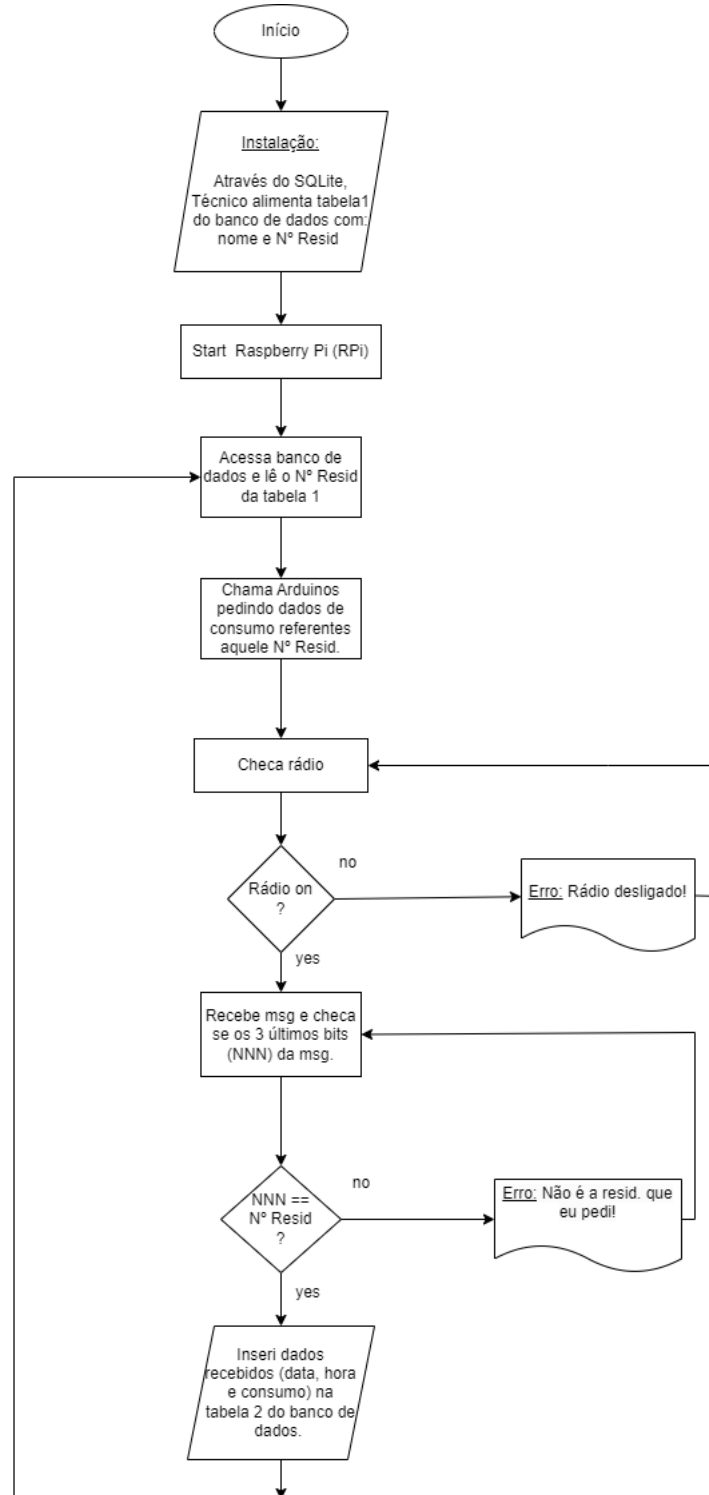 Início
Instalação:
Através do SQLite,
Técnico alimenta tabela1
do banco de dados com:
nome e Nº Resid
Start Raspberry Pi (RPi)
Acessa banco de
dados e lê o Nº Resid
da tabela 1
Chama Arduinos
pedindo dados de
consumo referentes
aquele Nº Resid.
Checa rádio
Rádio on
?
no
Erro: Rádio desligado!
yes
Recebe msg e checa
se os 3 últimos bits
(NNN) da msg.
NNN ==
Nº Resid
?
no
Erro: Não é a resid. que
eu pedi!
yes
Inseri dados
recebidos (data, hora
e consumo) na
tabela 2 do banco de
dados.